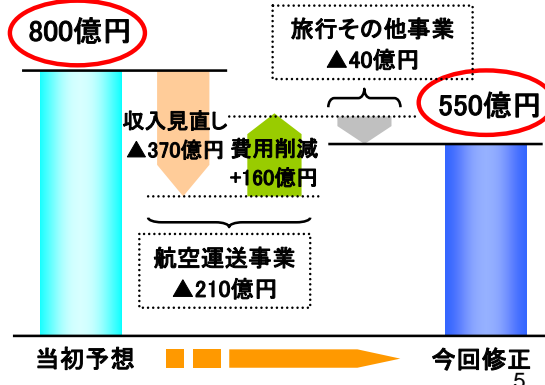 800億円
旅行その他事業
▲40億円
550億円
収入見直し
▲370億円
費用削減
+160億円
航空運送事業
▲210億円
当初予想
今回修正
5